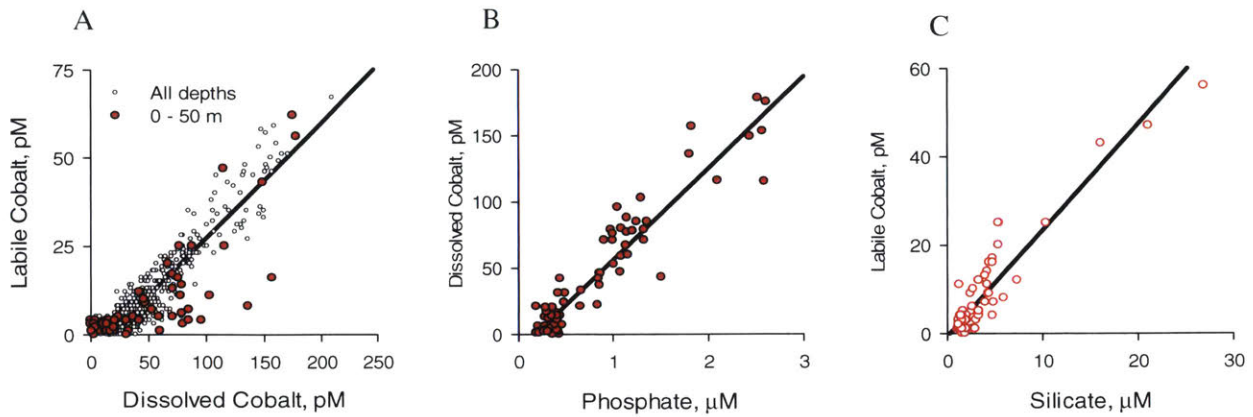 A
Labile Cobalt, pM
75
50
25
0
All depths
0 - 50 m
0 50 100 150 200 250
Dissolved Cobalt, pM
B
Dissolved Cobalt, pM
200
150
100
50
0
0 1 2 3
Phosphate, μM
C
Labile Cobalt, pM
60
40
20
0
0 10 20 30
Silicate, μM